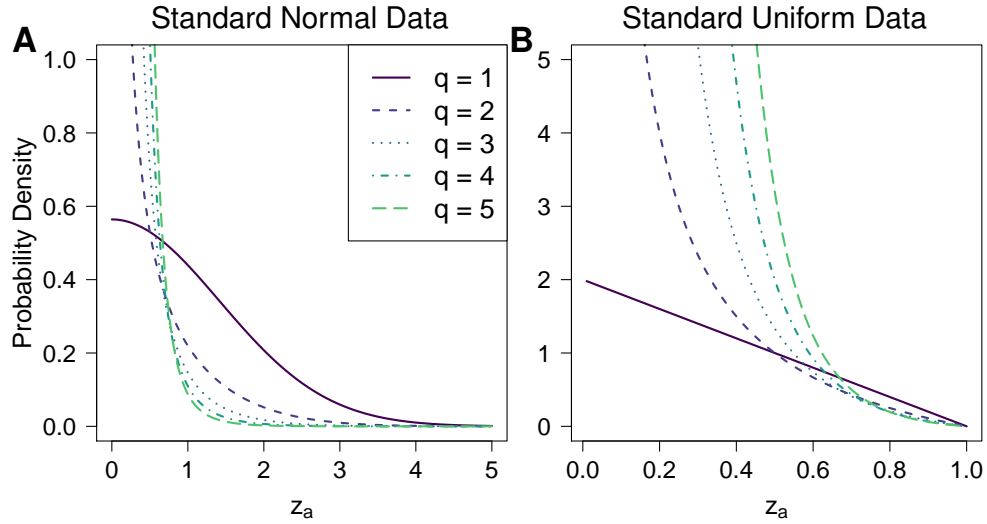 Standard Normal Data
Standard Uniform Data
A
B
q = 1
q = 2
q = 3
q = 4
q = 5
Probability Density
1.0
0.8
0.6
0.4
0.2
0.0
0 1 2 3 4 5
zₐ
5
4
3
2
1
0
0.0 0.2 0.4 0.6 0.8 1.0
zₐ